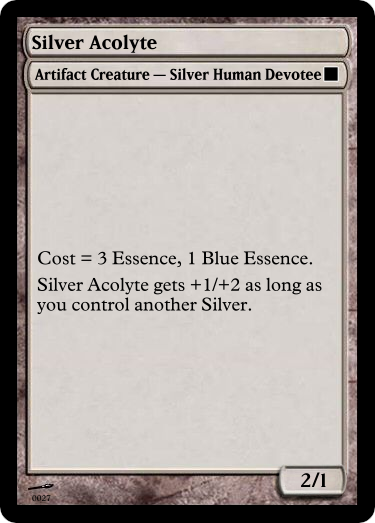 Silver Acolyte
Artifact Creature — Silver Human Devotee
Cost = 3 Essence, 1 Blue Essence.
Silver Acolyte gets +1/+2 as long as
you control another Silver.
2/1
0027